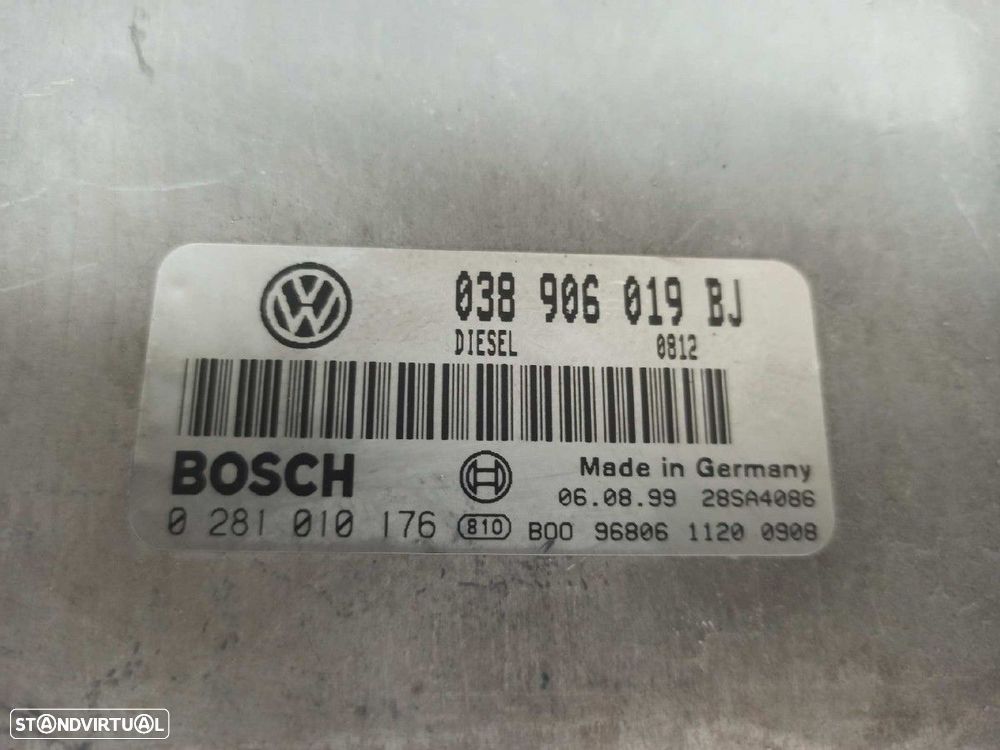 038 906 019 BJ
DIESEL 0812
BOSCH
Made in Germany
06.08.99 28SA4086
0 281 010 176 810 B00 96806 1120 0908
STANDVIRTUAL